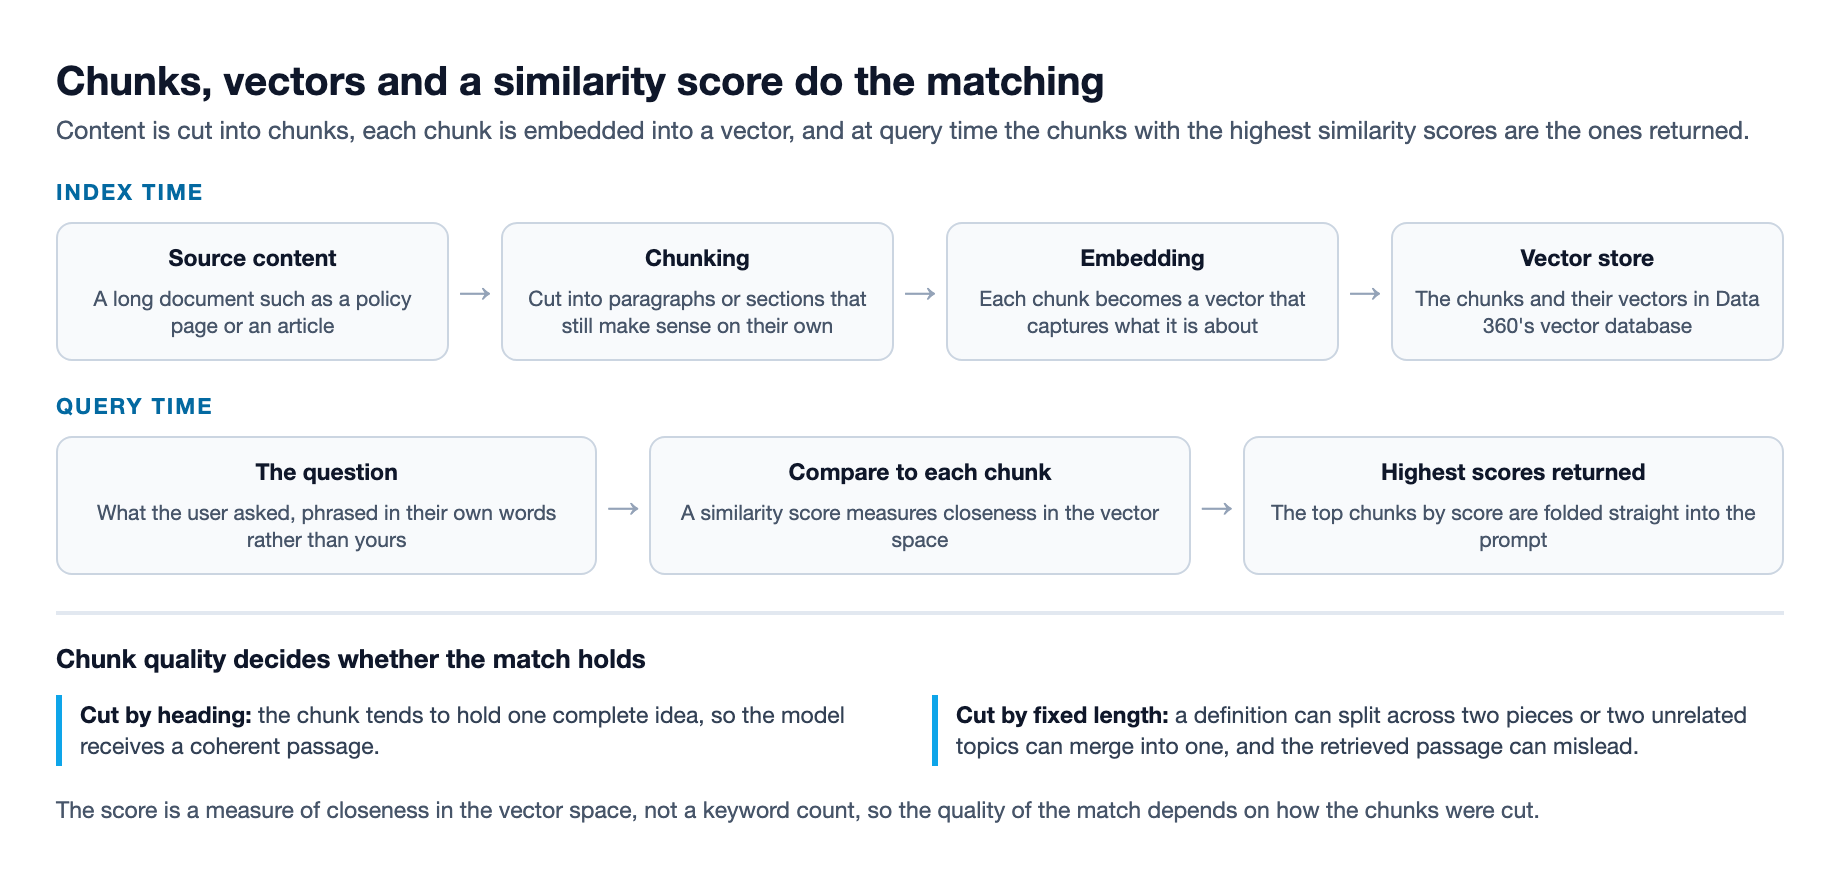 Chunks, vectors and a similarity score do the matching
Content is cut into chunks, each chunk is embedded into a vector, and at query time the chunks with the highest similarity scores are the ones returned.
INDEX TIME
Source content
A long document such as a policy
page or an article
→
Chunking
Cut into paragraphs or sections that
still make sense on their own
→
Embedding
Each chunk becomes a vector that
captures what it is about
→
Vector store
The chunks and their vectors in Data
360's vector database
QUERY TIME
The question
What the user asked, phrased in their own words
rather than yours
→
Compare to each chunk
A similarity score measures closeness in the vector
space
→
Highest scores returned
The top chunks by score are folded straight into the
prompt
Chunk quality decides whether the match holds
Cut by heading: the chunk tends to hold one complete idea, so the model
receives a coherent passage.
Cut by fixed length: a definition can split across two pieces or two unrelated
topics can merge into one, and the retrieved passage can mislead.
The score is a measure of closeness in the vector space, not a keyword count, so the quality of the match depends on how the chunks were cut.